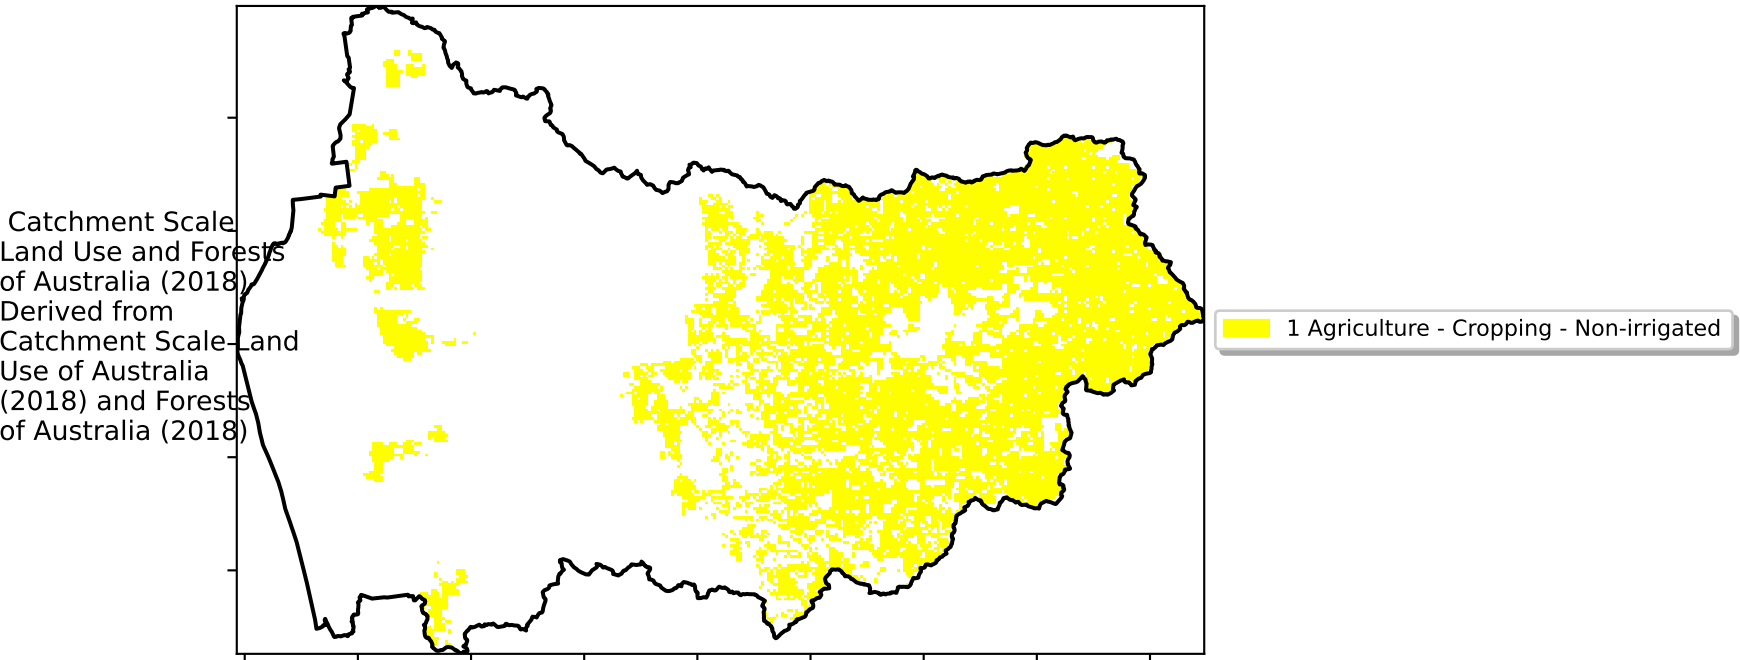 Catchment Scale
Land Use and Forests
of Australia (2018)
Derived from
Catchment Scale Land
Use of Australia
(2018) and Forests
of Australia (2018)
1 Agriculture - Cropping - Non-irrigated